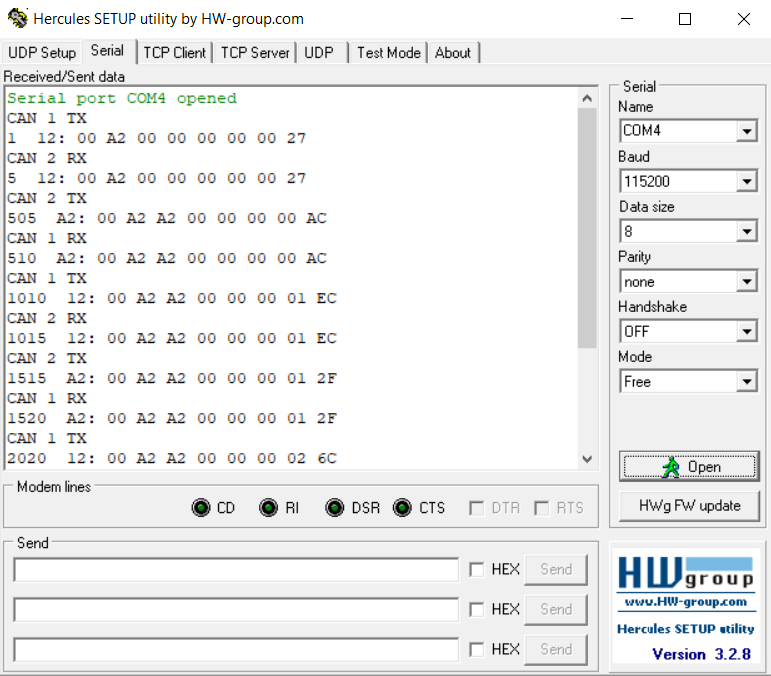 Hercules SETUP utility by HW-group.com
UDP Setup Serial TCP Client TCP Server UDP Test Mode About
Received/Sent data
Serial port COM4 opened
CAN 1 TX
1 12: 00 A2 00 00 00 00 00 27
CAN 2 RX
5 12: 00 A2 00 00 00 00 00 27
CAN 2 TX
505 A2: 00 A2 A2 00 00 00 00 AC
CAN 1 RX
510 A2: 00 A2 A2 00 00 00 00 AC
CAN 1 TX
1010 12: 00 A2 A2 00 00 00 01 EC
CAN 2 RX
1015 12: 00 A2 A2 00 00 00 01 EC
CAN 2 TX
1515 A2: 00 A2 A2 00 00 00 01 2F
CAN 1 RX
1520 A2: 00 A2 A2 00 00 00 01 2F
CAN 1 TX
2020 12: 00 A2 A2 00 00 00 02 6C
Serial
Name
COM4
Baud
115200
Data size
8
Parity
none
Handshake
OFF
Mode
Free
Open
HWg FW update
Modem lines
CD RI DSR CTS DTR RTS
Send
HEX Send
HEX Send
HEX Send
HW group
www.HW-group.com
Hercules SETUP utility
Version 3.2.8